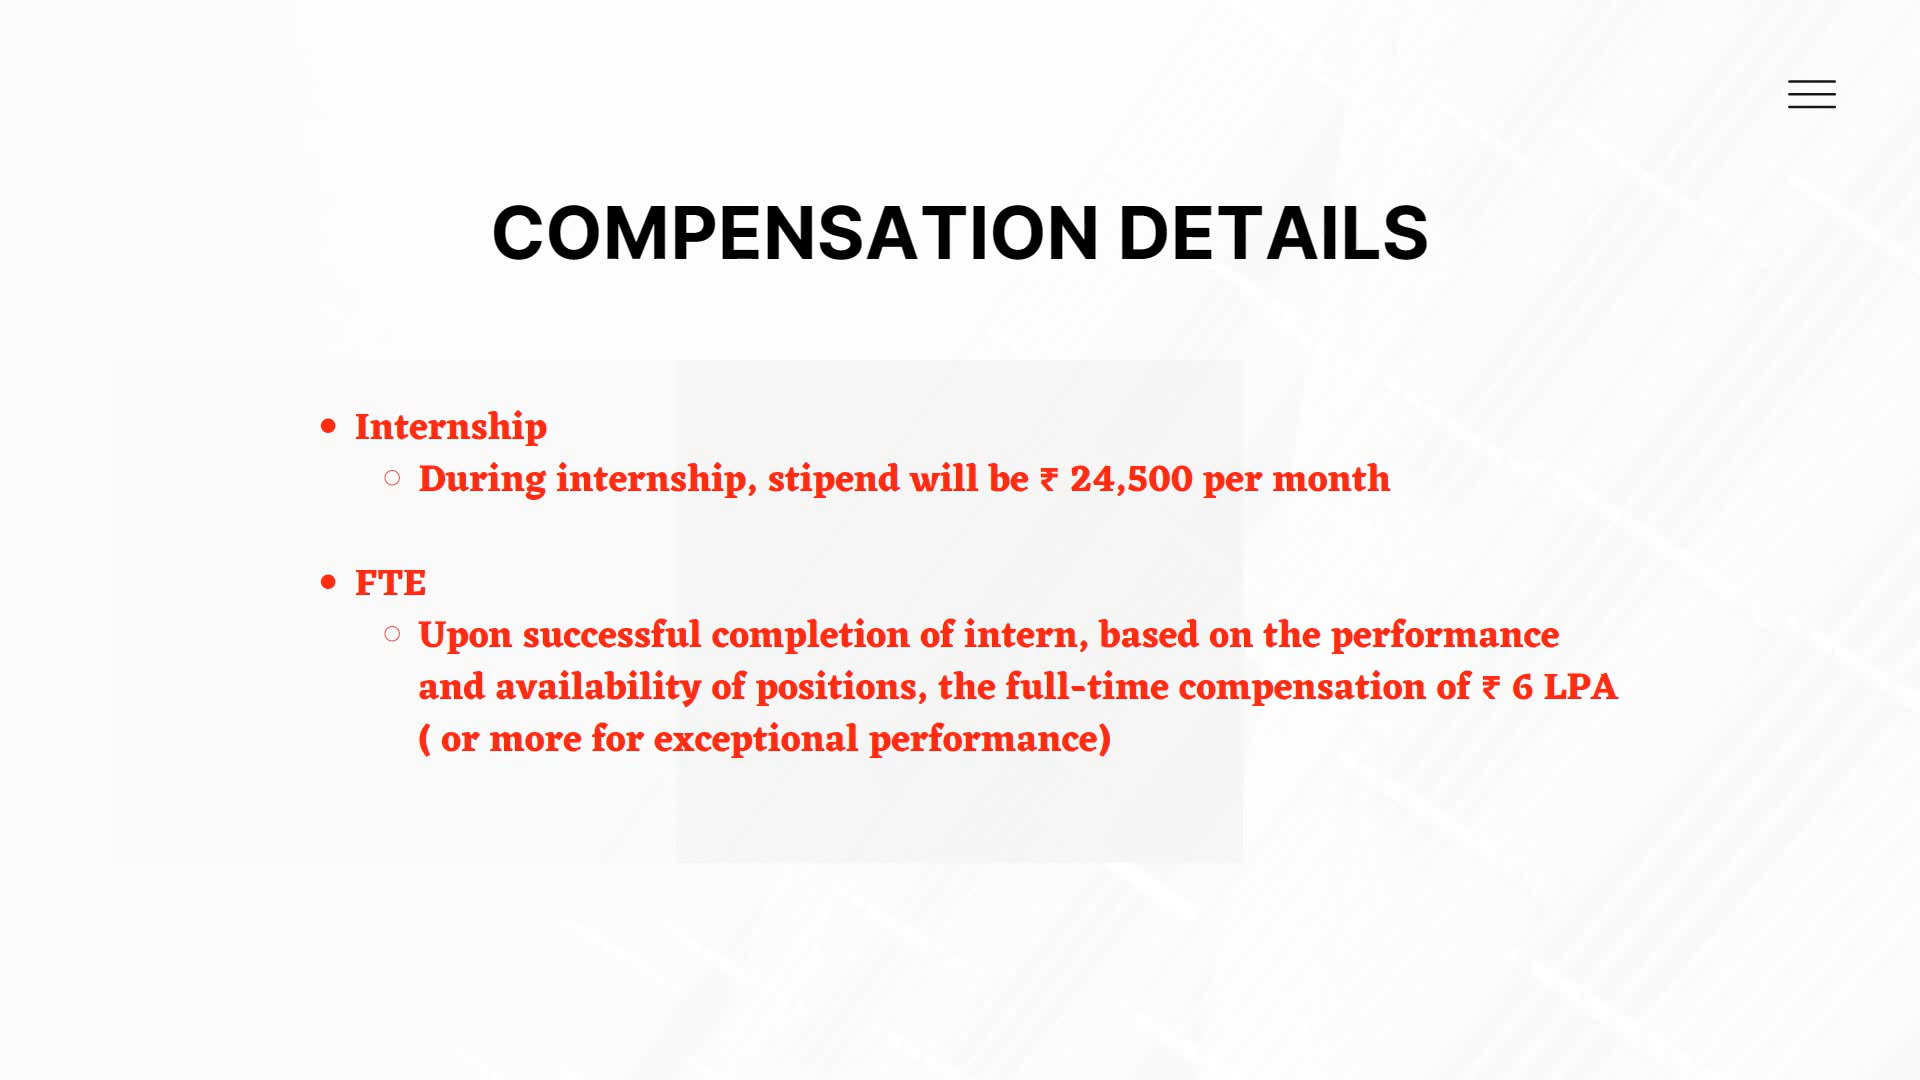 COMPENSATION DETAILS
• Internship
○ During internship, stipend will be ₹ 24,500 per month
• FTE
○ Upon successful completion of intern, based on the performance
and availability of positions, the full-time compensation of ₹ 6 LPA
( or more for exceptional performance)